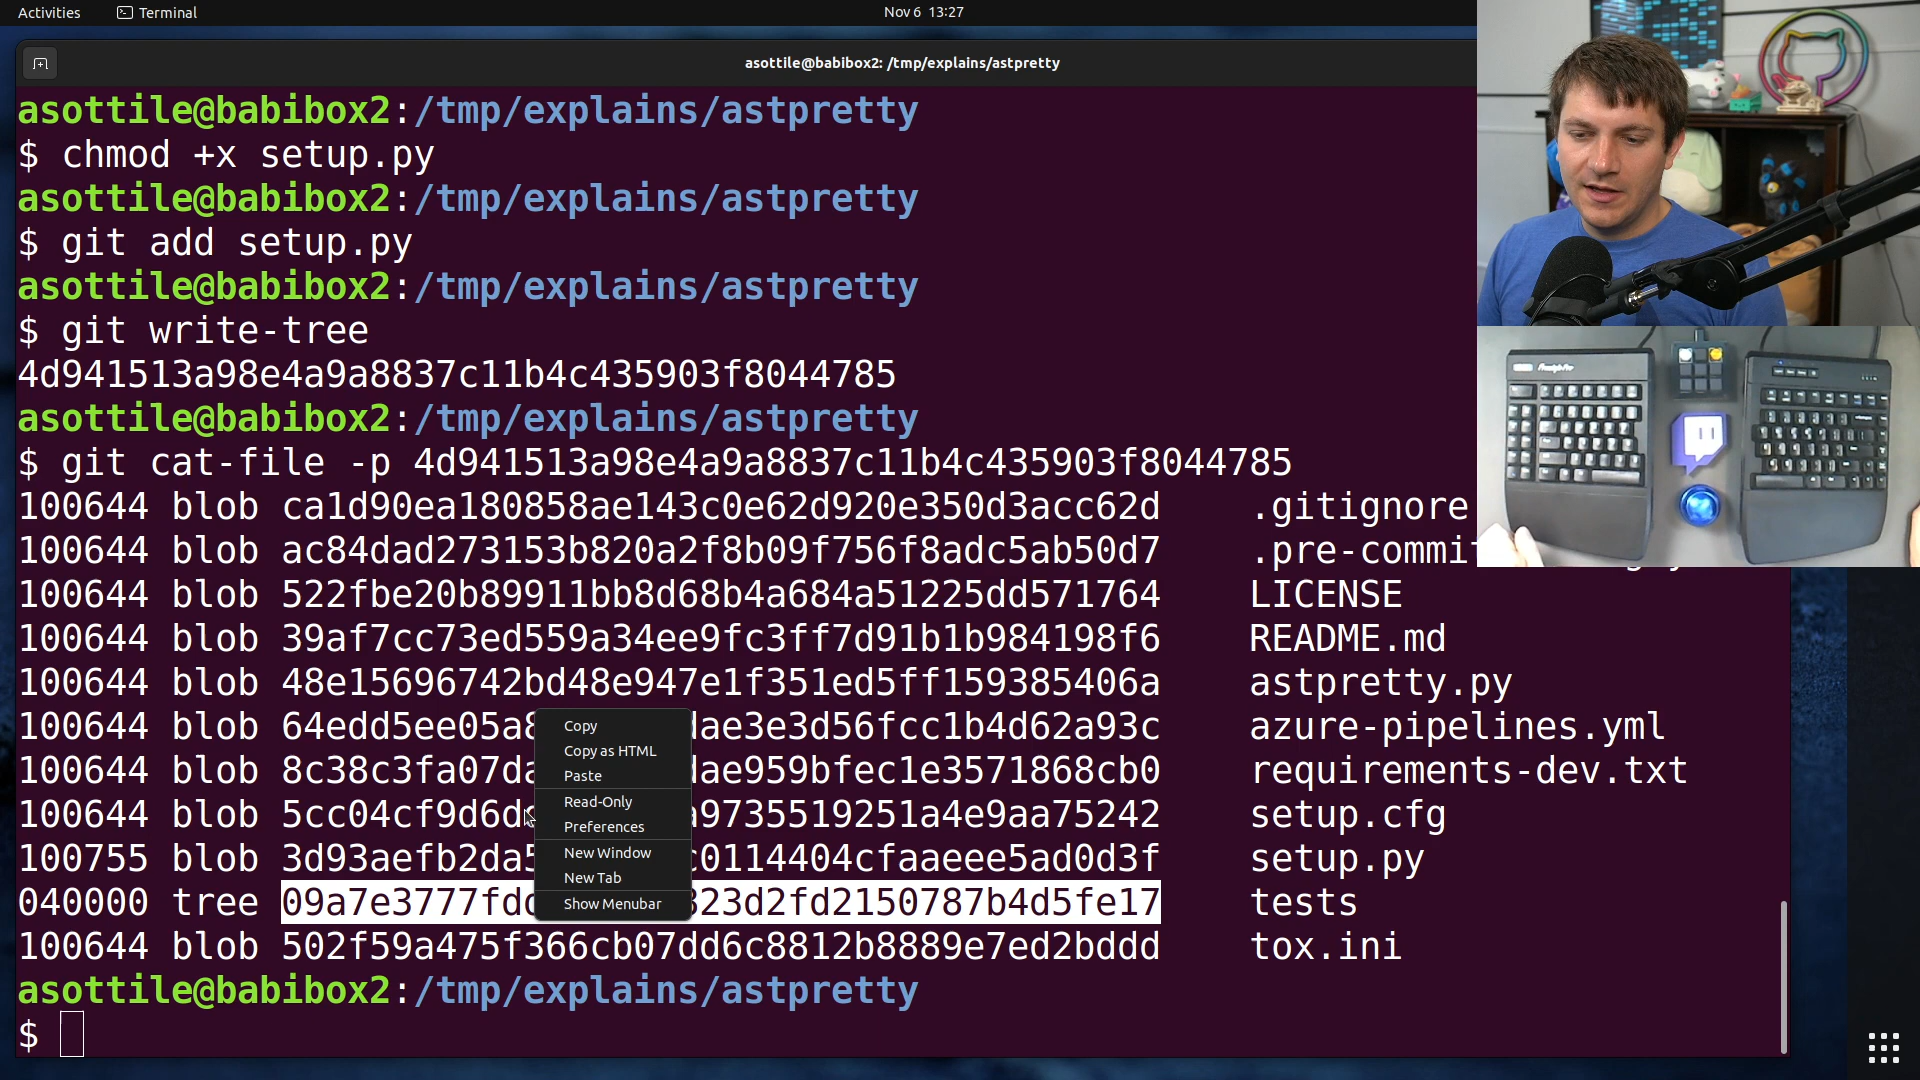 Activities
Terminal
Nov 6 13:27
asottile@babibox2: /tmp/explains/astpretty
asottile@babibox2:/tmp/explains/astpretty
$ chmod +x setup.py
asottile@babibox2:/tmp/explains/astpretty
$ git add setup.py
asottile@babibox2:/tmp/explains/astpretty
$ git write-tree
4d941513a98e4a9a8837c11b4c435903f8044785
asottile@babibox2:/tmp/explains/astpretty
$ git cat-file -p 4d941513a98e4a9a8837c11b4c435903f8044785
100644 blob ca1d90ea180858ae143c0e62d920e350d3acc62d .gitignore
100644 blob ac84dad273153b820a2f8b09f756f8adc5ab50d7 .pre-commi
100644 blob 522fbe20b89911bb8d68b4a684a51225dd571764 LICENSE
100644 blob 39af7cc73ed559a34ee9fc3ff7d91b1b984198f6 README.md
100644 blob 48e15696742bd48e947e1f351ed5ff159385406a astpretty.py
100644 blob 64edd5ee05a8 dae3e3d56fcc1b4d62a93c azure-pipelines.yml
100644 blob 8c38c3fa07da dae959bfec1e3571868cb0 requirements-dev.txt
100644 blob 5cc04cf9d6d a9735519251a4e9aa75242 setup.cfg
100755 blob 3d93aefb2da5 c0114404cfaaeee5ad0d3f setup.py
040000 tree 09a7e3777fdd 323d2fd2150787b4d5fe17 tests
100644 blob 502f59a475f366cb07dd6c8812b8889e7ed2bddd tox.ini
asottile@babibox2:/tmp/explains/astpretty
$
Copy
Copy as HTML
Paste
Read-Only
Preferences
New Window
New Tab
Show Menubar